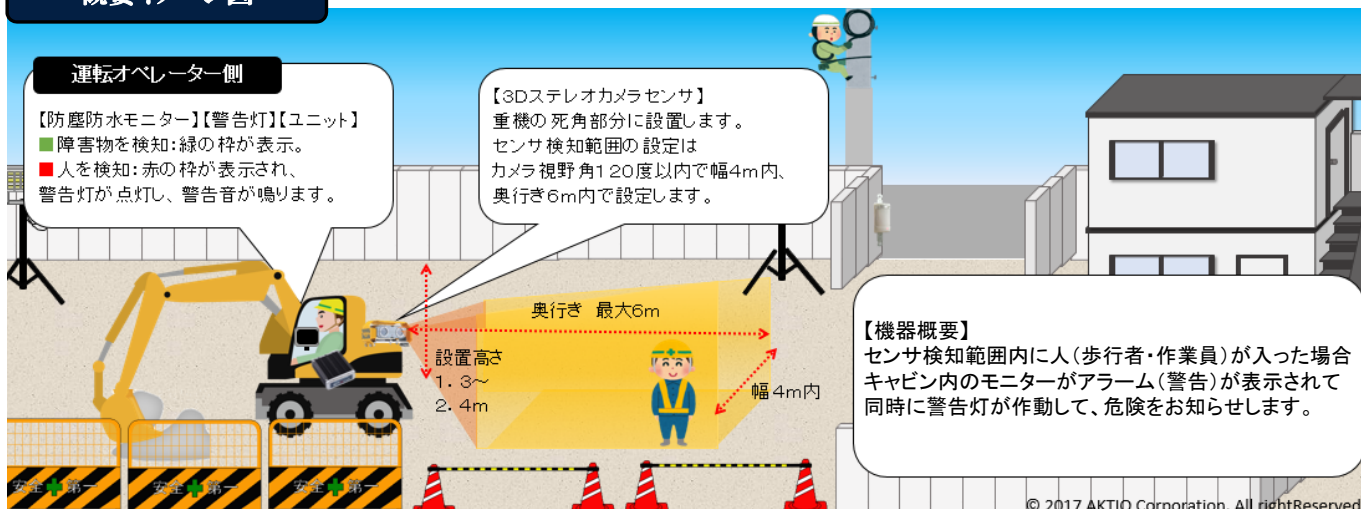 概要イメージ図
運転オペレーター側
【防塵防水モニター】【警告灯】【ユニット】
■障害物を検知:緑の枠が表示。
■人を検知:赤の枠が表示され、
警告灯が点灯し、警告音が鳴ります。
【3Dステレオカメラセンサ】
重機の死角部分に設置します。
センサ検知範囲の設定は
カメラ視野角120度以内で幅4m内、
奥行き6m内で設定します。
奥行き 最大6m
設置高さ
1.3~
2.4m
幅4m内
【機器概要】
センサ検知範囲内に人(歩行者・作業員)が入った場合
キャビン内のモニターがアラーム(警告)が表示されて
同時に警告灯が作動して、危険をお知らせします。
安全✚第一
安全✚第一
安全✚第一
© 2017 AKTIO Corporation. All rightReserved